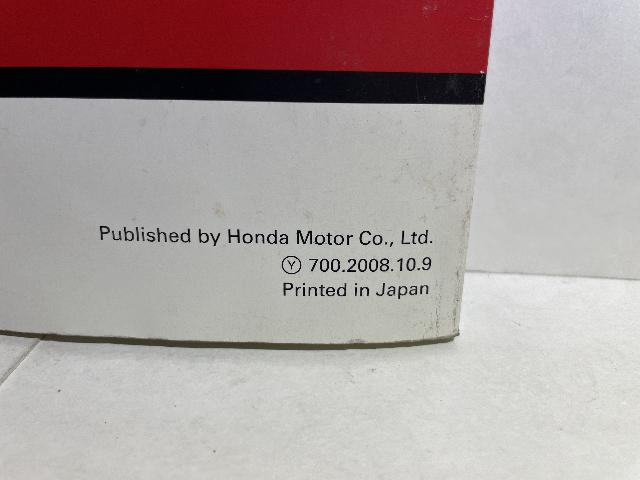 Published by Honda Motor Co., Ltd.
Ⓨ 700.2008.10.9
Printed in Japan